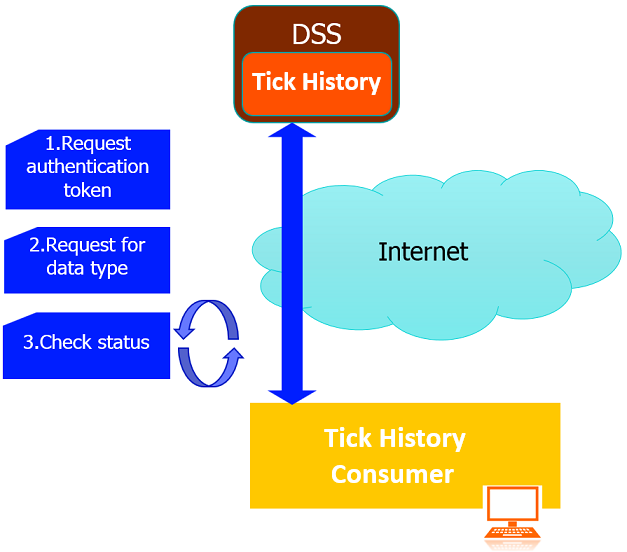 DSS
Tick History
1.Request
authentication
token
2.Request for
data type
3.Check status
Internet
Tick History
Consumer